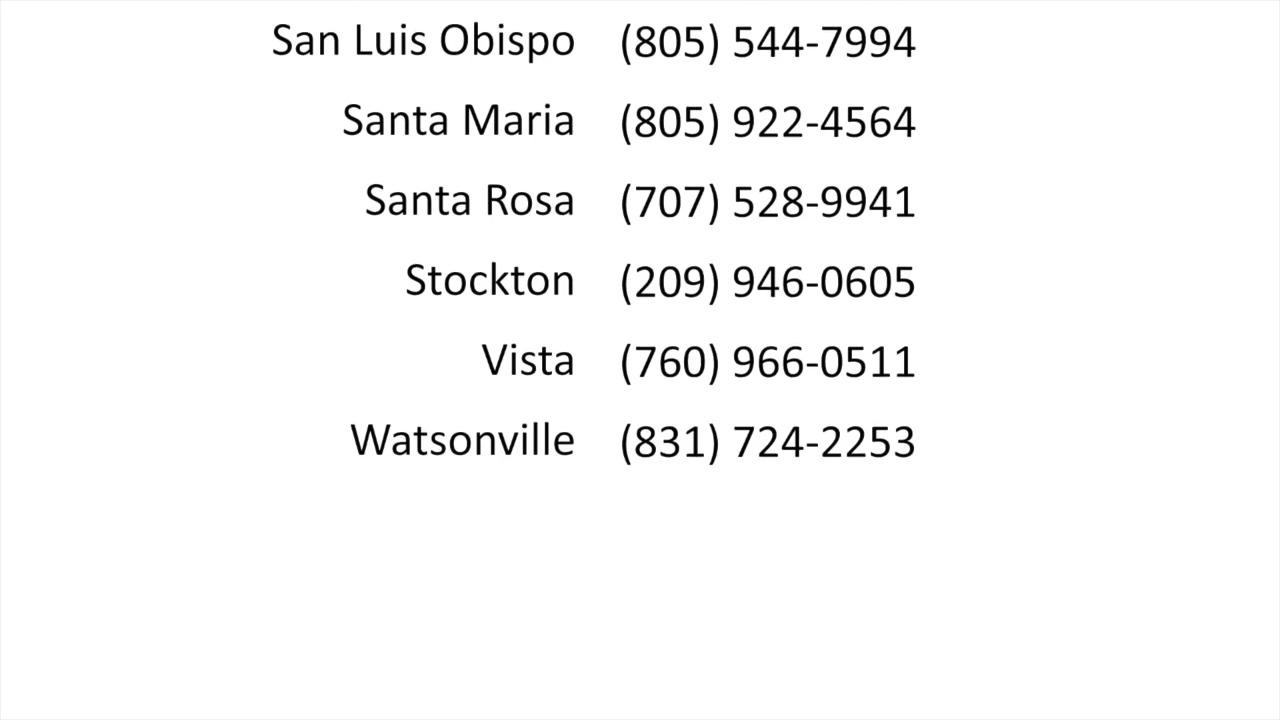 San Luis Obispo (805) 544-7994
Santa Maria (805) 922-4564
Santa Rosa (707) 528-9941
Stockton (209) 946-0605
Vista (760) 966-0511
Watsonville (831) 724-2253